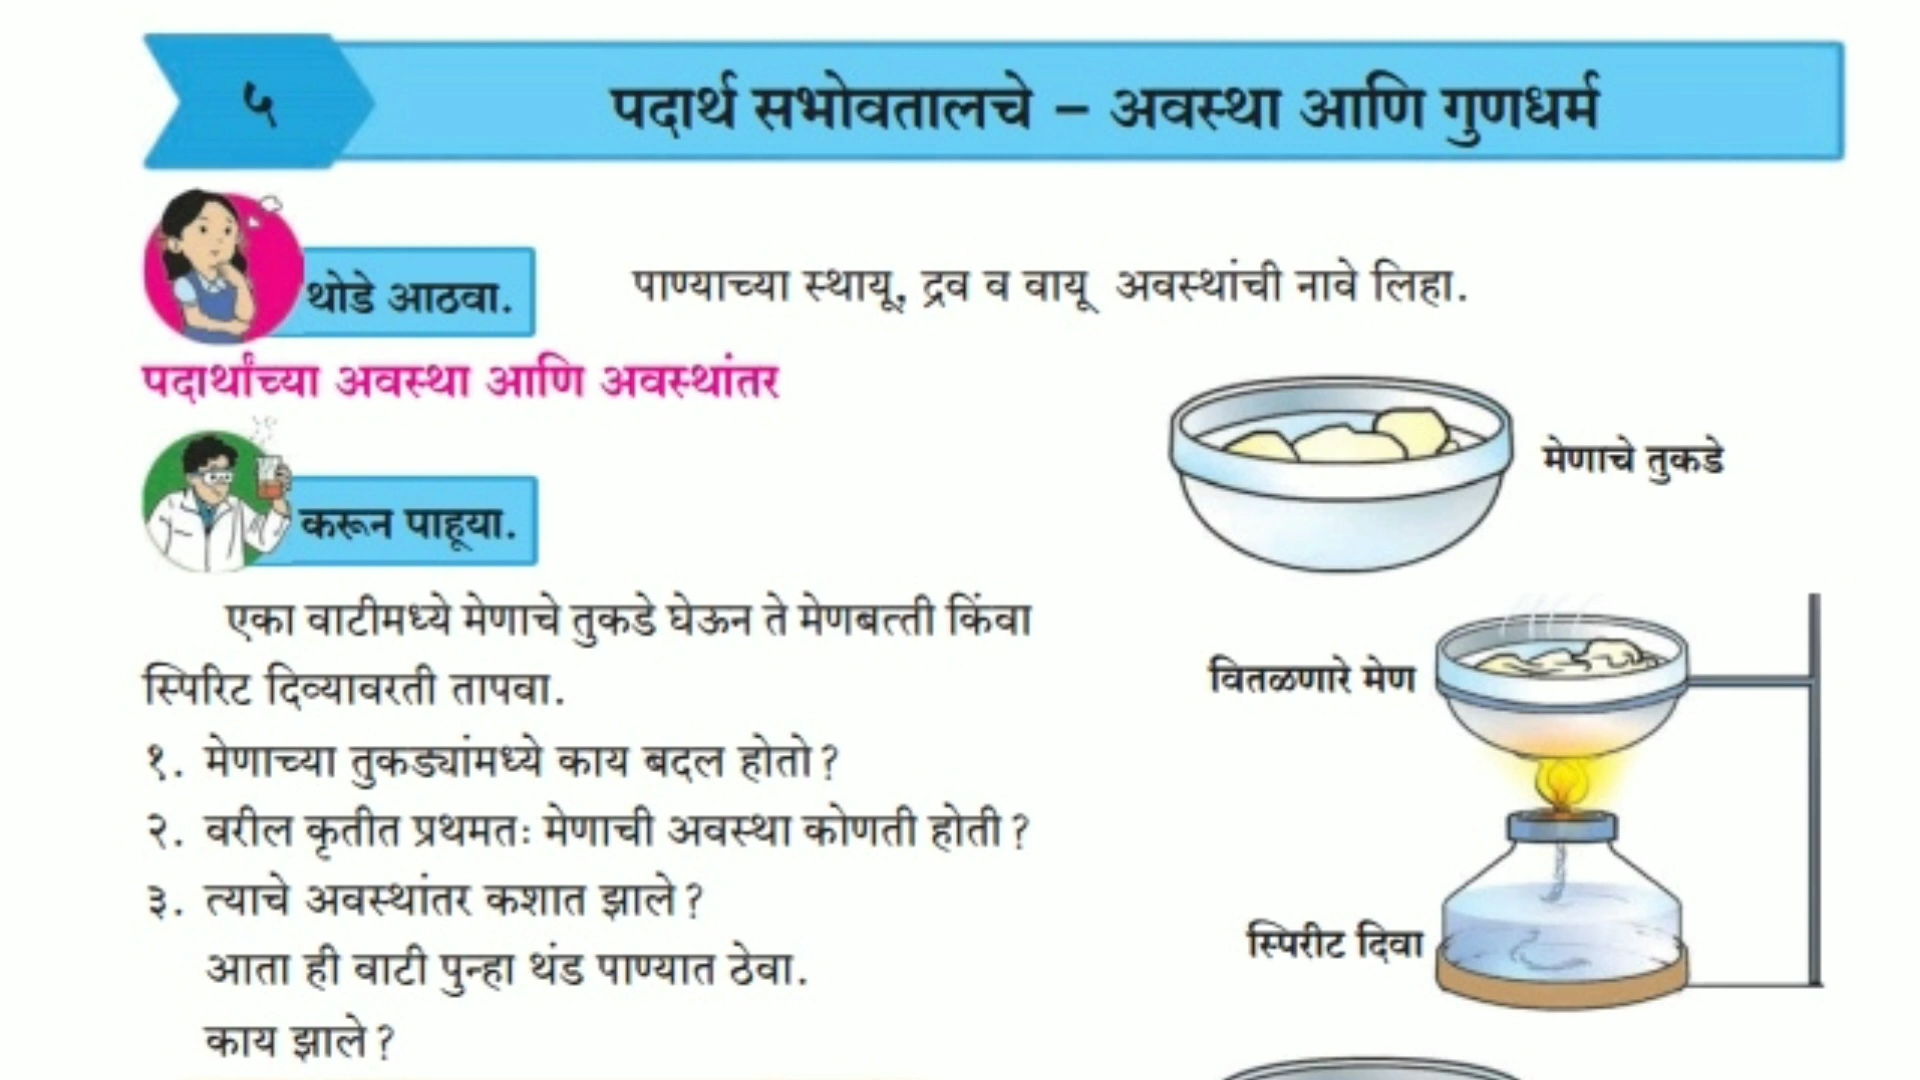 ५
पदार्थ सभोवतालचे – अवस्था आणि गुणधर्म
थोडे आठवा.
पाण्याच्या स्थायू, द्रव व वायू अवस्थांची नावे लिहा.
पदार्थांच्या अवस्था आणि अवस्थांतर
करून पाहूया.
मेणाचे तुकडे
एका वाटीमध्ये मेणाचे तुकडे घेऊन ते मेणबत्ती किंवा
स्पिरिट दिव्यावरती तापवा.
वितळणारे मेण
१. मेणाच्या तुकड्यांमध्ये काय बदल होतो?
२. वरील कृतीत प्रथमतः मेणाची अवस्था कोणती होती?
३. त्याचे अवस्थांतर कशात झाले?
स्पिरीट दिवा
आता ही वाटी पुन्हा थंड पाण्यात ठेवा.
काय झाले?